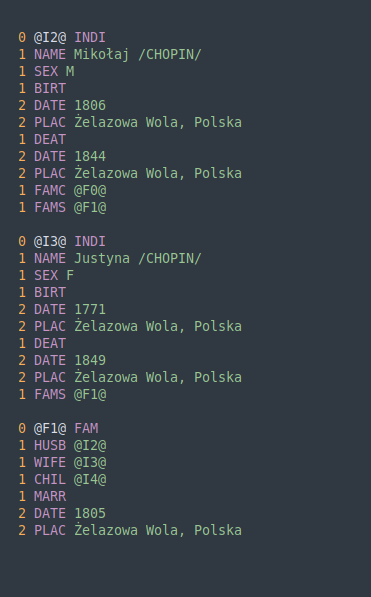 0 @I2@ INDI
1 NAME Mikołaj /CHOPIN/
1 SEX M
1 BIRT
2 DATE 1806
2 PLAC Żelazowa Wola, Polska
1 DEAT
2 DATE 1844
2 PLAC Żelazowa Wola, Polska
1 FAMC @F0@
1 FAMS @F1@

0 @I3@ INDI
1 NAME Justyna /CHOPIN/
1 SEX F
1 BIRT
2 DATE 1771
2 PLAC Żelazowa Wola, Polska
1 DEAT
2 DATE 1849
2 PLAC Żelazowa Wola, Polska
1 FAMS @F1@

0 @F1@ FAM
1 HUSB @I2@
1 WIFE @I3@
1 CHIL @I4@
1 MARR
2 DATE 1805
2 PLAC Żelazowa Wola, Polska